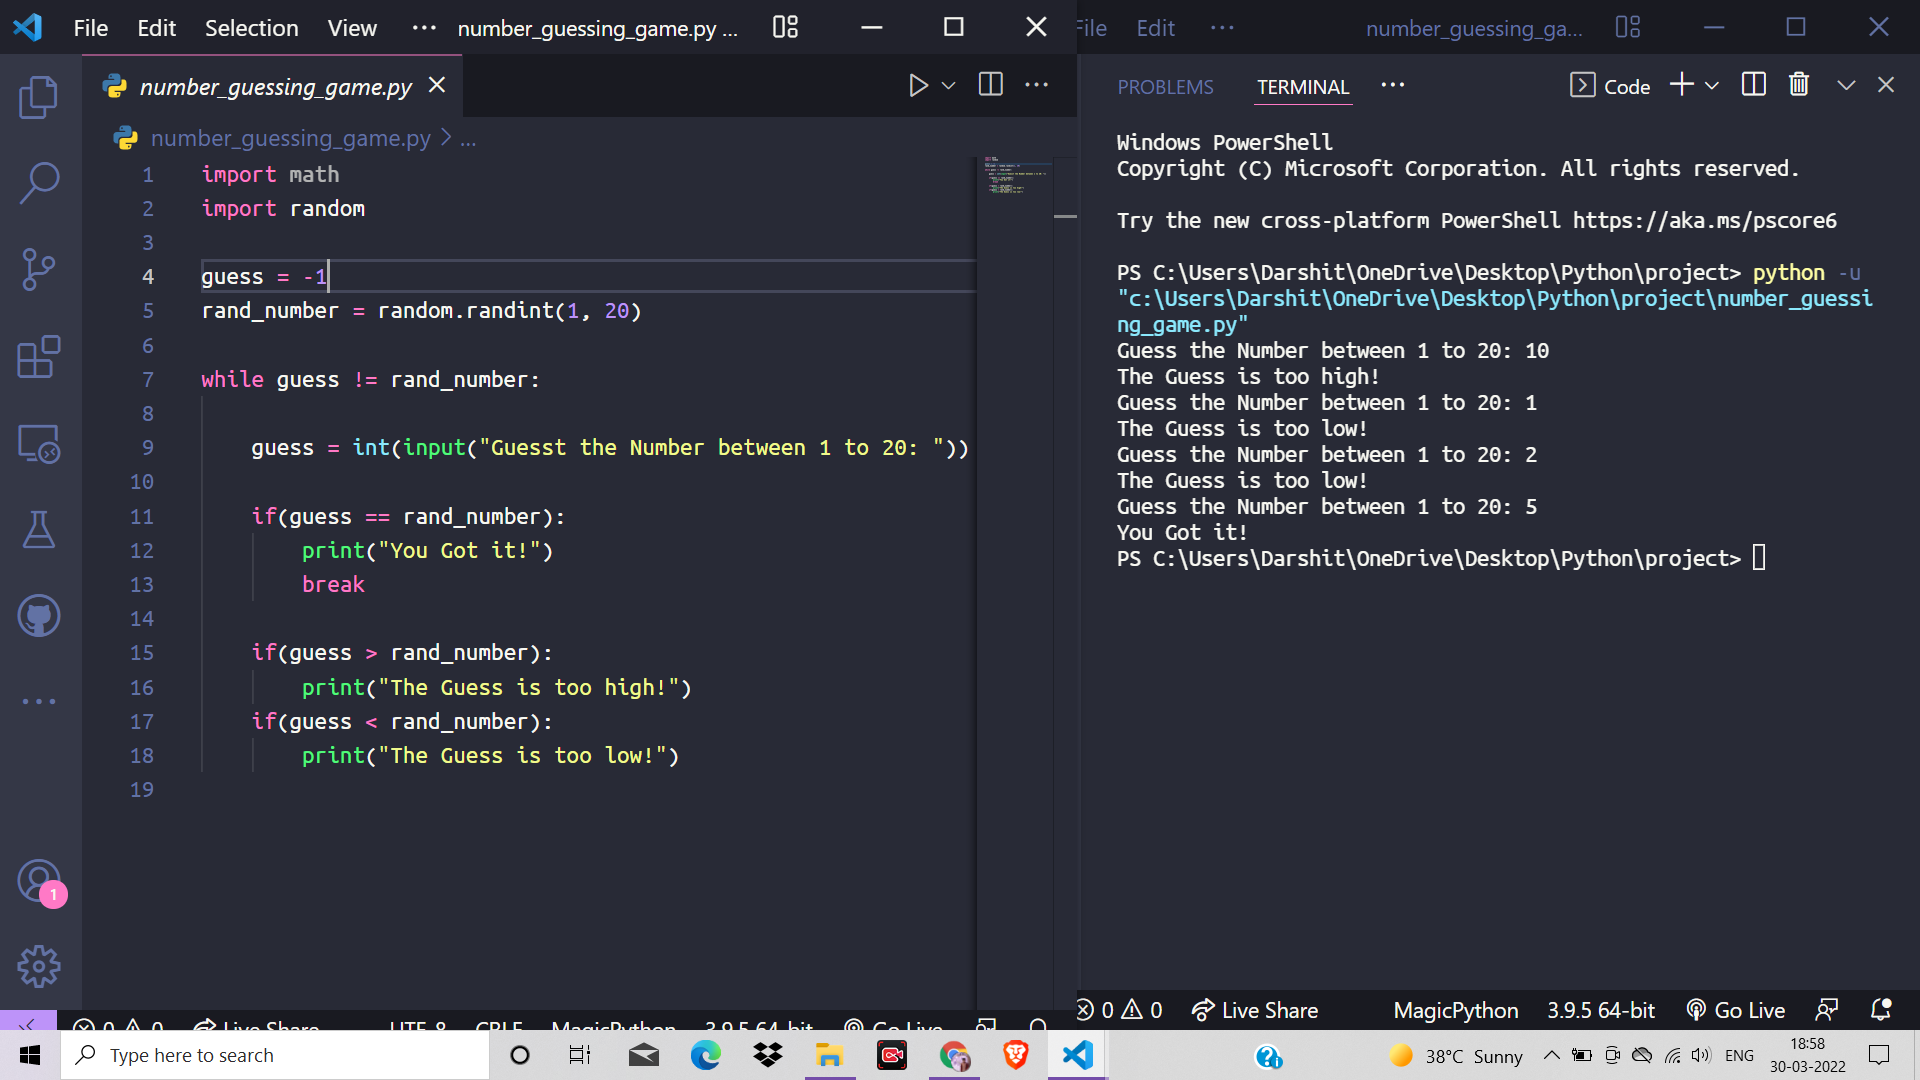 File Edit Selection View ··· number_guessing_game.py ...
number_guessing_game.py
number_guessing_game.py > ...
1 import math
2 import random
3
4 guess = -1
5 rand_number = random.randint(1, 20)
6
7 while guess != rand_number:
8
9 guess = int(input("Guesst the Number between 1 to 20: "))
10
11 if(guess == rand_number):
12 print("You Got it!")
13 break
14
15 if(guess > rand_number):
16 print("The Guess is too high!")
17 if(guess < rand_number):
18 print("The Guess is too low!")
19
1
0 0 Live Share UTF-8 CRLF MagicPython 3.9.5 64-bit Go Live
File Edit ··· number_guessing_ga...
PROBLEMS TERMINAL ··· Code
Windows PowerShell
Copyright (C) Microsoft Corporation. All rights reserved.
Try the new cross-platform PowerShell https://aka.ms/pscore6
PS C:\Users\Darshit\OneDrive\Desktop\Python\project> python -u
"c:\Users\Darshit\OneDrive\Desktop\Python\project\number_guessi
ng_game.py"
Guess the Number between 1 to 20: 10
The Guess is too high!
Guess the Number between 1 to 20: 1
The Guess is too low!
Guess the Number between 1 to 20: 2
The Guess is too low!
Guess the Number between 1 to 20: 5
You Got it!
PS C:\Users\Darshit\OneDrive\Desktop\Python\project>
0 0 Live Share MagicPython 3.9.5 64-bit Go Live
Type here to search
38°C Sunny
ENG
18:58
30-03-2022